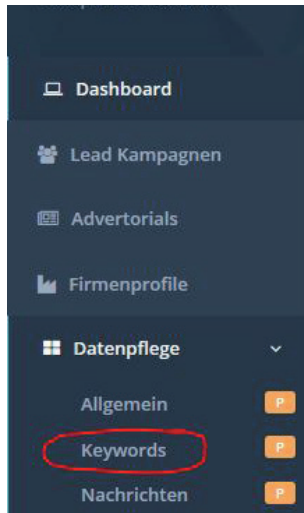 Dashboard
Lead Kampagnen
Advertorials
Firmenprofile
Datenpflege
Allgemein P
Keywords P
Nachrichten P